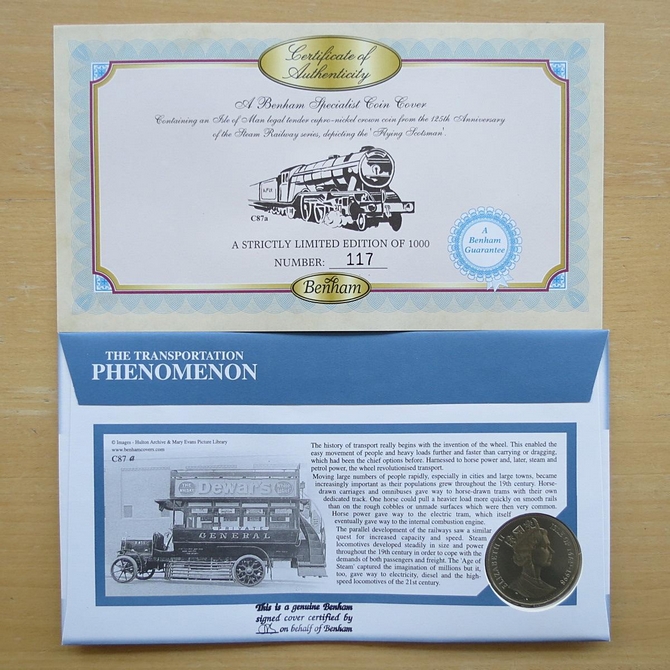 Certificate of
Authenticity
A Benham Specialist Coin Cover
Containing an Isle of Man legal tender cupro-nickel crown coin from the 125th Anniversary
of the Steam Railway series, depicting the 'Flying Scotsman'.
C87a
A STRICTLY LIMITED EDITION OF 1000
NUMBER: 117
A
Benham
Guarantee
Benham
THE TRANSPORTATION
PHENOMENON
© Images - Hulton Archive & Mary Evans Picture Library
www.benhamcovers.com
C87 a
Dewar's
GENERAL
The history of transport really begins with the invention of the wheel. This enabled the
easy movement of people and heavy loads further and faster than carrying or dragging,
which had been the chief options before. Harnessed to horse power and, later, steam and
petrol power, the wheel revolutionised transport.
Moving large numbers of people rapidly, especially in cities and large towns, became
increasingly important as their populations grew throughout the 19th century. Horse-
drawn carriages and omnibuses gave way to horse-drawn trams with their own
dedicated track. One horse could pull a heavier load more quickly on smooth rails
than on the rough cobbles or unmade surfaces which were then very common.
Horse power gave way to the electric tram, which itself
eventually gave way to the internal combustion engine.
The parallel development of the railways saw a similar
quest for increased capacity and speed. Steam
locomotives developed steadily in size and power
throughout the 19th century in order to cope with the
demands of both passengers and freight. The 'Age of
Steam' captured the imagination of millions but it,
too, gave way to electricity, diesel and the high-
speed locomotives of the 21st century.
ELIZABETH II
This is a genuine Benham
signed cover certified by
on behalf of Benham